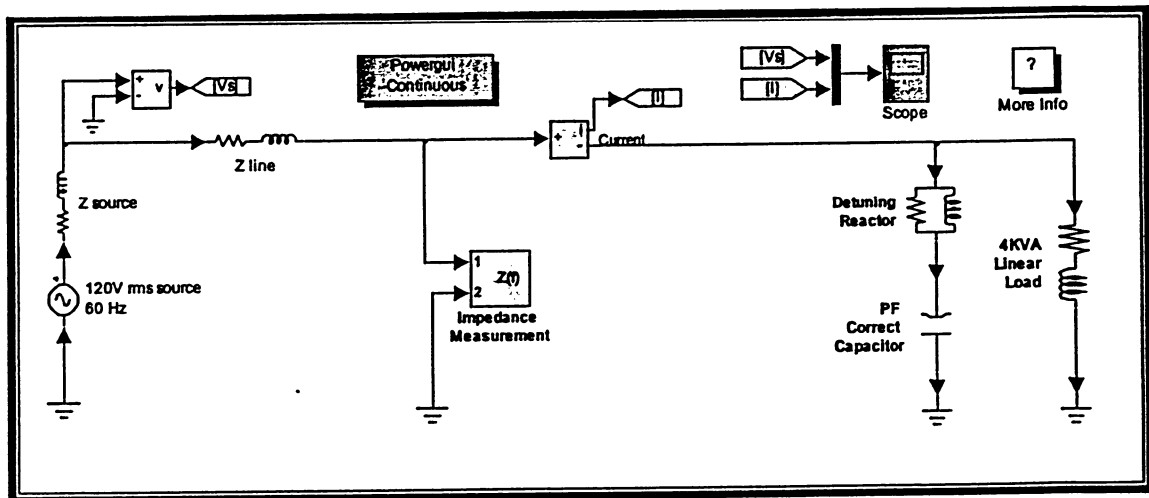 +
-
v
[Vs]
Powergui
-Continuous
[Vs]
[I]
Scope
?
More Info
[I]
+
i
-
Current
Z line
Z source
+
120V rms source
60 Hz
1
2
Z(f)
Impedance
Measurement
Detuning
Reactor
PF
Correct
Capacitor
4KVA
Linear
Load